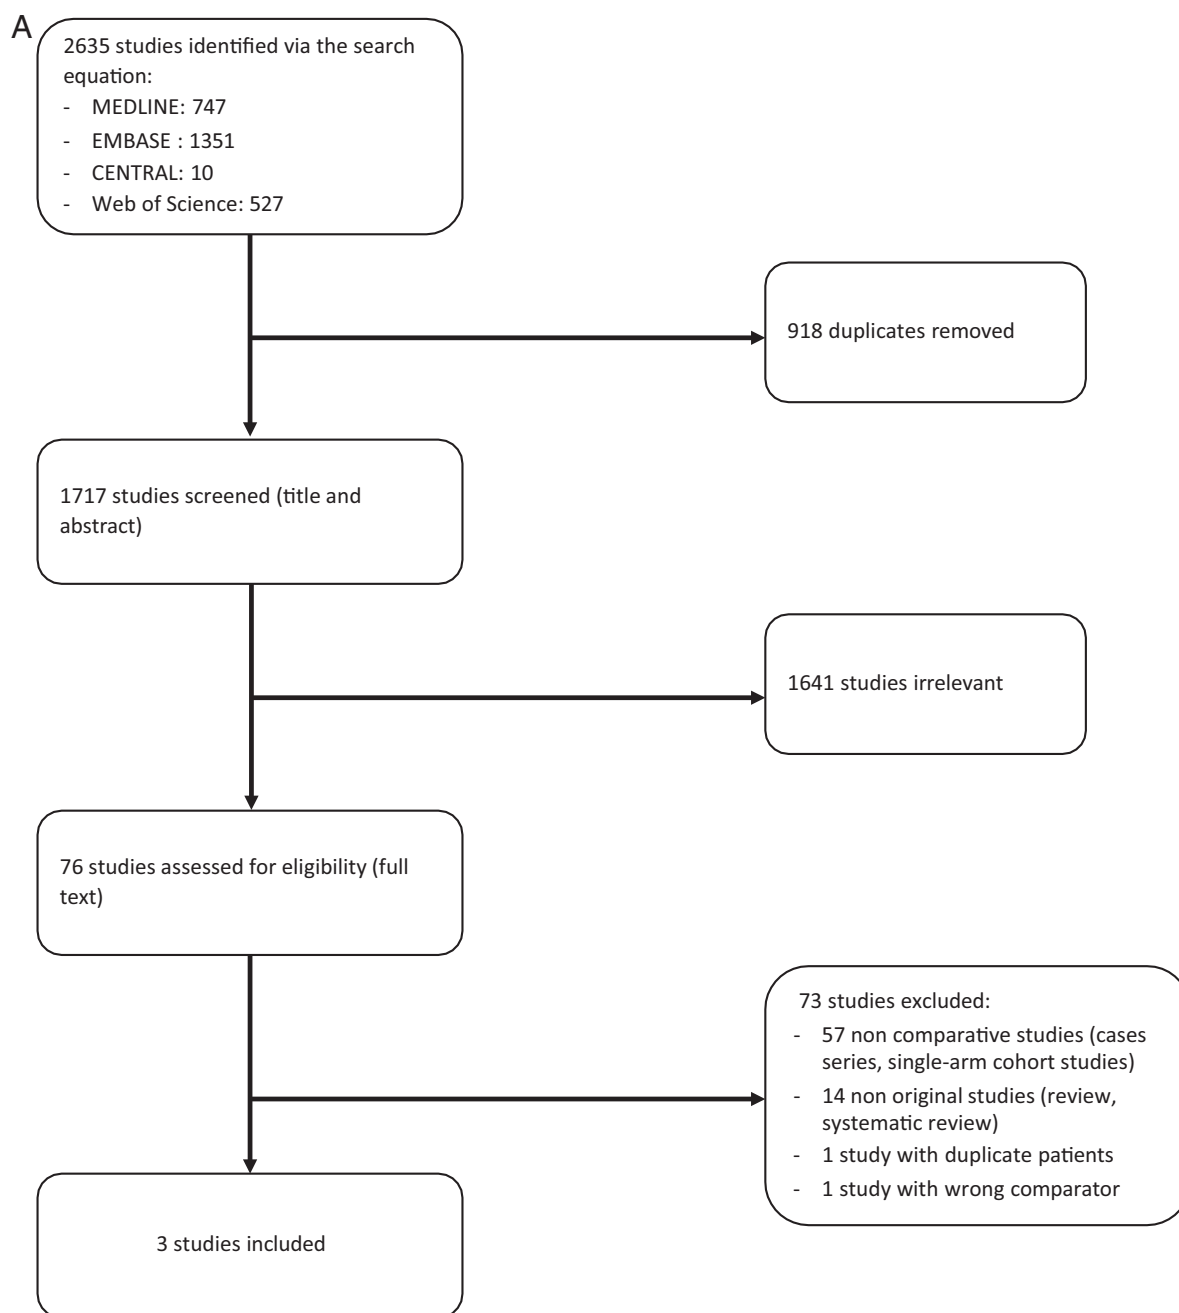 A
2635 studies identified via the search
equation:
- MEDLINE: 747
- EMBASE : 1351
- CENTRAL: 10
- Web of Science: 527
918 duplicates removed
1717 studies screened (title and
abstract)
1641 studies irrelevant
76 studies assessed for eligibility (full
text)
73 studies excluded:
- 57 non comparative studies (cases
series, single-arm cohort studies)
- 14 non original studies (review,
systematic review)
- 1 study with duplicate patients
- 1 study with wrong comparator
3 studies included